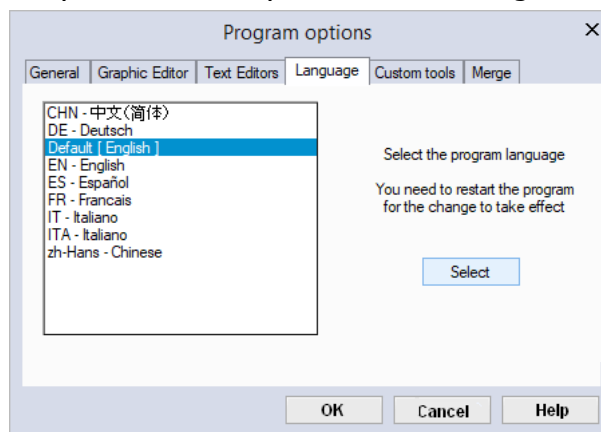 Program options
General
Graphic Editor
Text Editors
Language
Custom tools
Merge
CHN - 中文(简体)
DE - Deutsch
Default [ English ]
EN - English
ES - Español
FR - Francais
IT - Italiano
ITA - Italiano
zh-Hans - Chinese
Select the program language
You need to restart the program
for the change to take effect
Select
OK
Cancel
Help